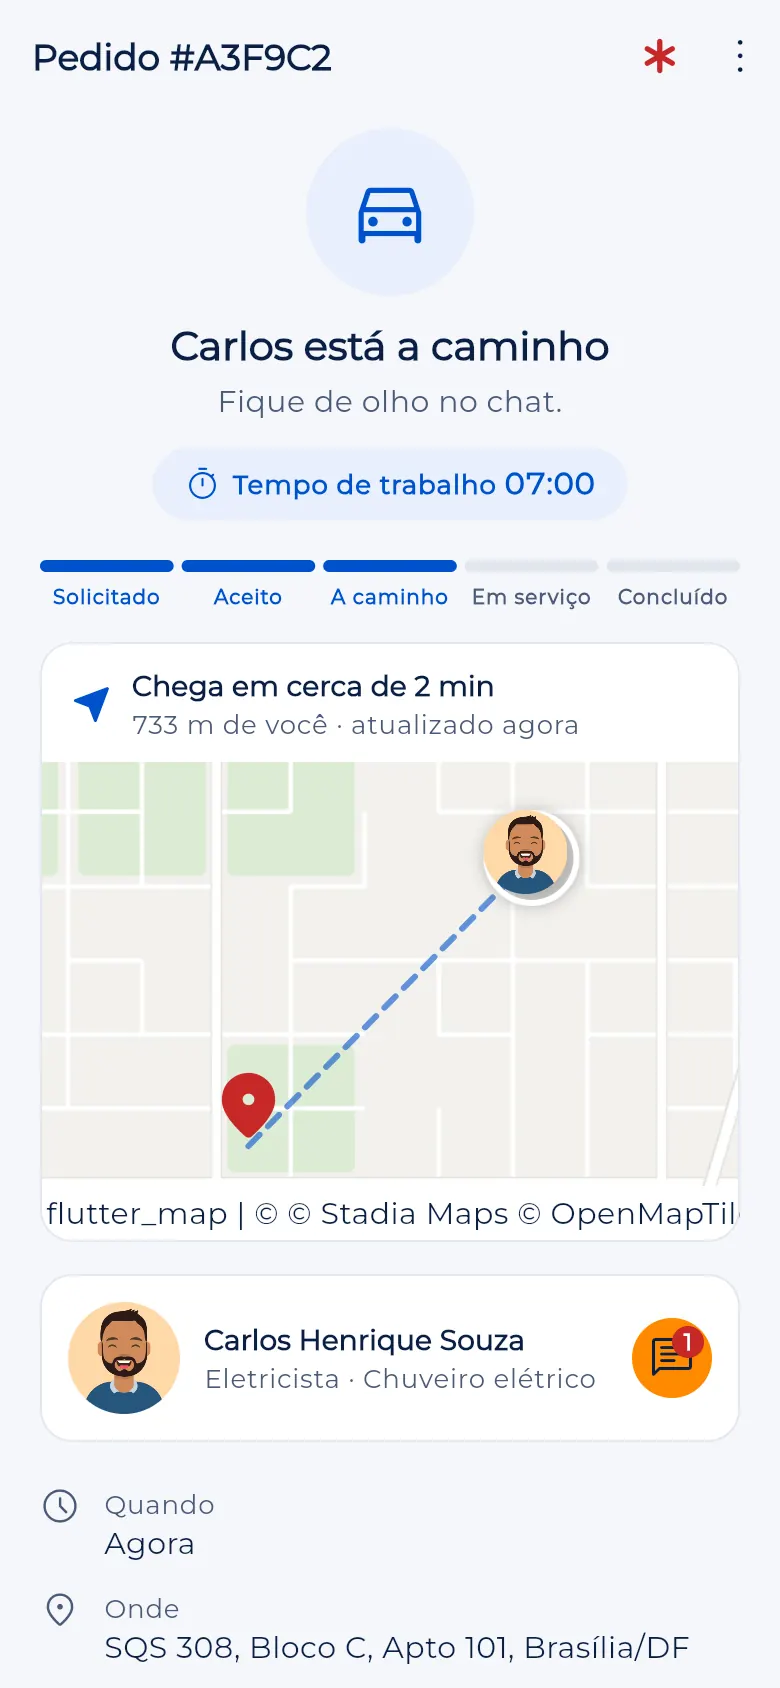 Pedido #A3F9C2
Carlos está a caminho
Fique de olho no chat.
Tempo de trabalho 07:00
Solicitado Aceito A caminho Em serviço Concluído
Chega em cerca de 2 min
733 m de você · atualizado agora
flutter_map | © © Stadia Maps © OpenMapTil
Carlos Henrique Souza
1
Eletricista · Chuveiro elétrico
Quando
Agora
Onde
SQS 308, Bloco C, Apto 101, Brasília/DF